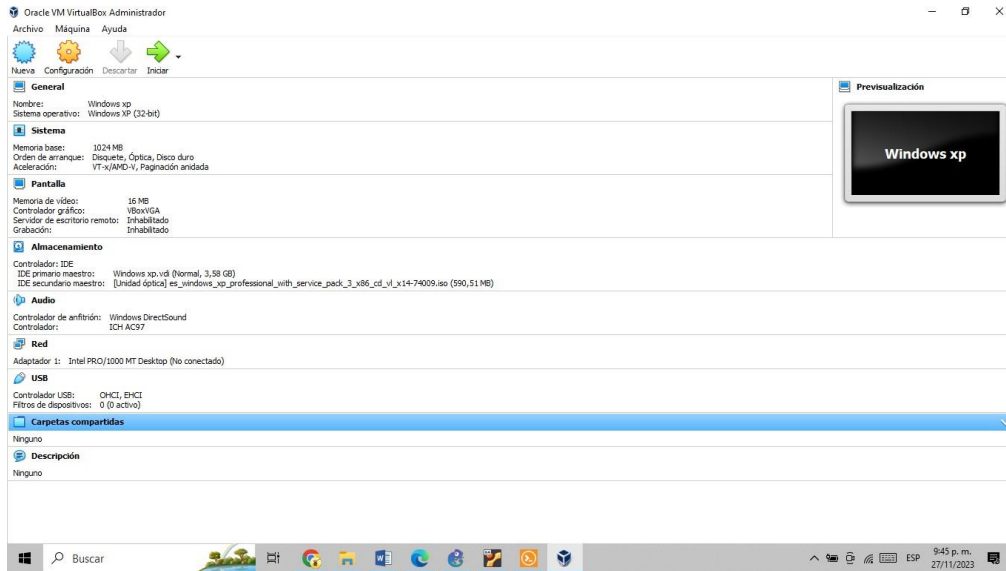 Oracle VM VirtualBox Administrador
Archivo Máquina Ayuda
Nueva Configuración Descartar Iniciar
General
Nombre: Windows xp
Sistema operativo: Windows XP (32-bit)
Sistema
Memoria base: 1024 MB
Orden de arranque: Disquete, Óptica, Disco duro
Aceleración: VT-x/AMD-V, Paginación anidada
Pantalla
Memoria de vídeo: 16 MB
Controlador gráfico: VBoxVGA
Servidor de escritorio remoto: Inhabilitado
Grabación: Inhabilitado
Almacenamiento
Controlador: IDE
IDE primario maestro: Windows xp.vdi (Normal, 3,58 GB)
IDE secundario maestro: [Unidad óptica] es_windows_xp_professional_with_service_pack_3_x86_cd_vl_x14-74009.iso (590,51 MB)
Audio
Controlador de anfitrión: Windows DirectSound
Controlador: ICH AC97
Red
Adaptador 1: Intel PRO/1000 MT Desktop (No conectado)
USB
Controlador USB: OHCI, EHCI
Filtros de dispositivos: 0 (0 activo)
Carpetas compartidas
Ninguno
Descripción
Ninguno
Previsualización
Windows xp
Buscar
ESP
9:45 p. m.
27/11/2023